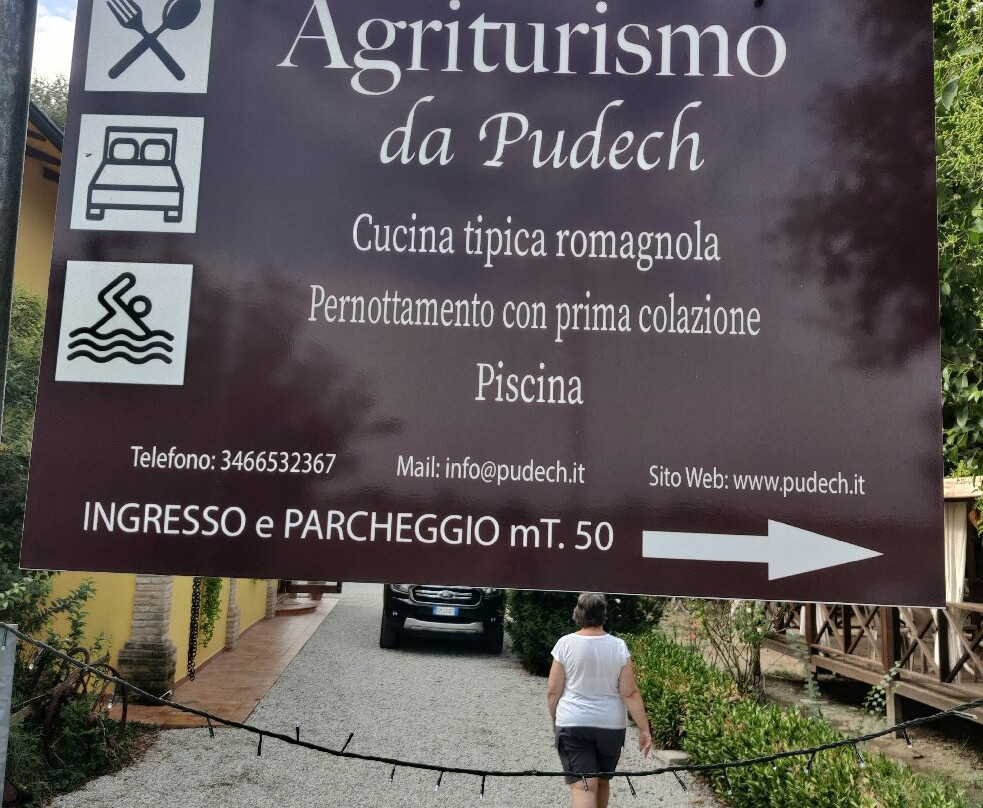 Agriturismo
da Pudech
Cucina tipica romagnola
Pernottamento con prima colazione
Piscina
Telefono: 3466532367 Mail: info@pudech.it Sito Web: www.pudech.it
INGRESSO e PARCHEGGIO mT. 50